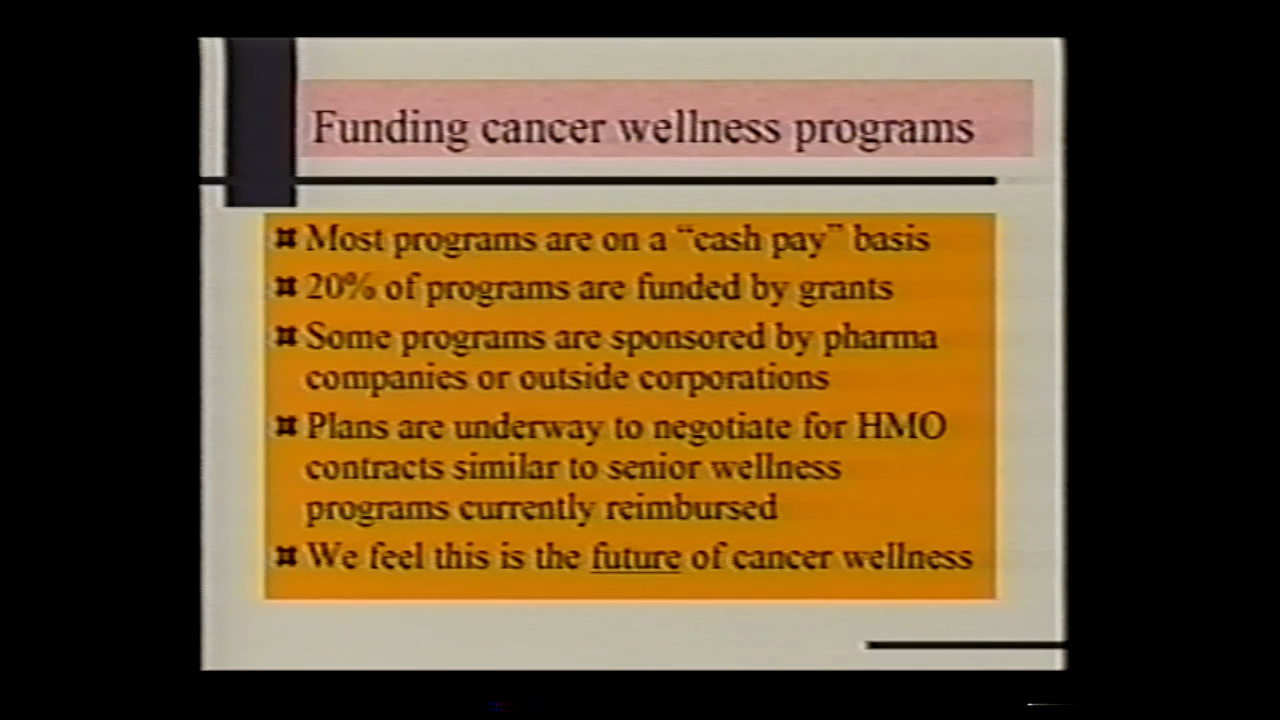 Funding cancer wellness programs
Most programs are on a “cash pay” basis
20% of programs are funded by grants
Some programs are sponsored by pharma
companies or outside corporations
Plans are underway to negotiate for HMO
contracts similar to senior wellness
programs currently reimbursed
We feel this is the future of cancer wellness